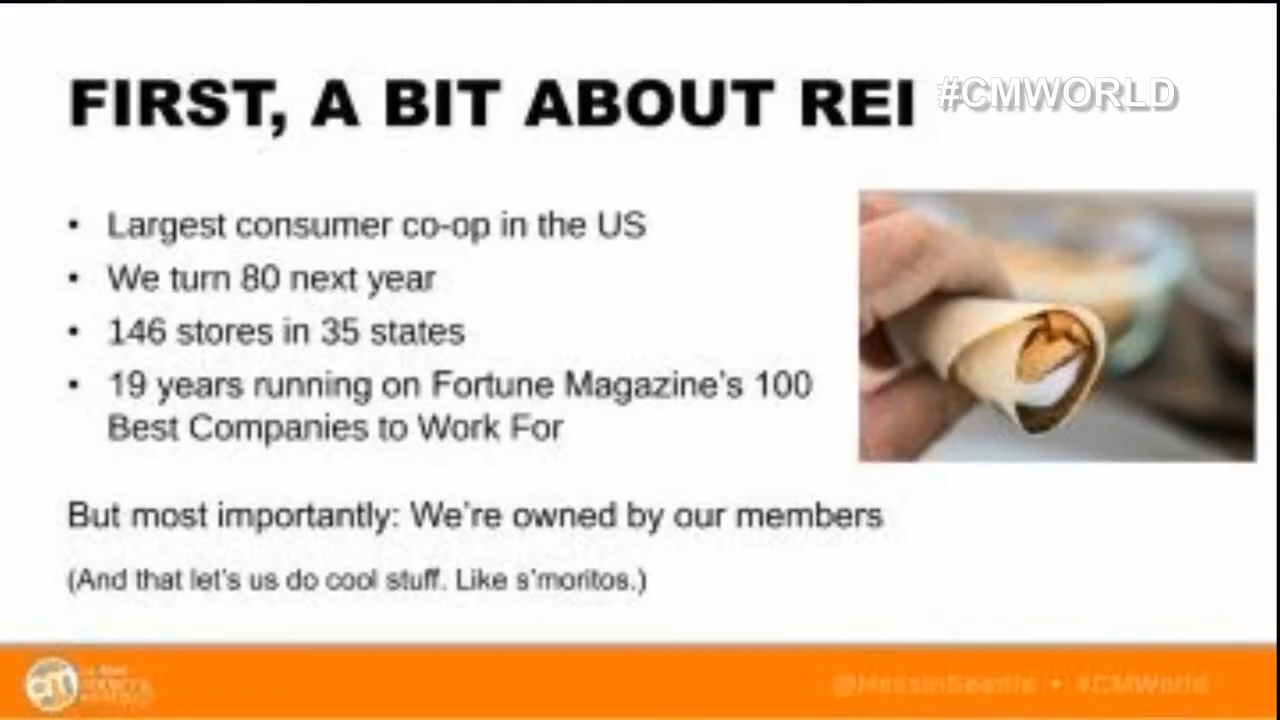 FIRST, A BIT ABOUT REI
#CMWORLD
• Largest consumer co-op in the US
• We turn 80 next year
• 146 stores in 35 states
• 19 years running on Fortune Magazine’s 100
Best Companies to Work For
But most importantly: We’re owned by our members
(And that let’s us do cool stuff. Like s’moritos.)
@HessInSeattle • #CMWorld